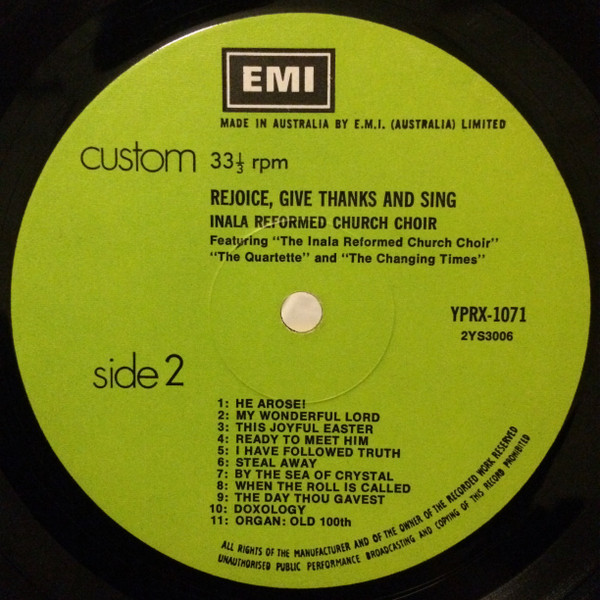 EMI
MADE IN AUSTRALIA BY E.M.I. (AUSTRALIA) LIMITED
custom 33⅓ rpm
REJOICE, GIVE THANKS AND SING
INALA REFORMED CHURCH CHOIR
Featuring "The Inala Reformed Church Choir"
"The Quartette" and "The Changing Times"
YPRX-1071
2YS3006
side 2
1: HE AROSE!
2: MY WONDERFUL LORD
3: THIS JOYFUL EASTER
4: READY TO MEET HIM
5: I HAVE FOLLOWED TRUTH
6: STEAL AWAY
7: BY THE SEA OF CRYSTAL
8: WHEN THE ROLL IS CALLED
9: THE DAY THOU GAVEST
10: DOXOLOGY
11: ORGAN: OLD 100th
ALL RIGHTS OF THE MANUFACTURER AND OF THE OWNER OF THE RECORDED WORK RESERVED
UNAUTHORISED PUBLIC PERFORMANCE BROADCASTING AND COPYING OF THIS RECORD PROHIBITED